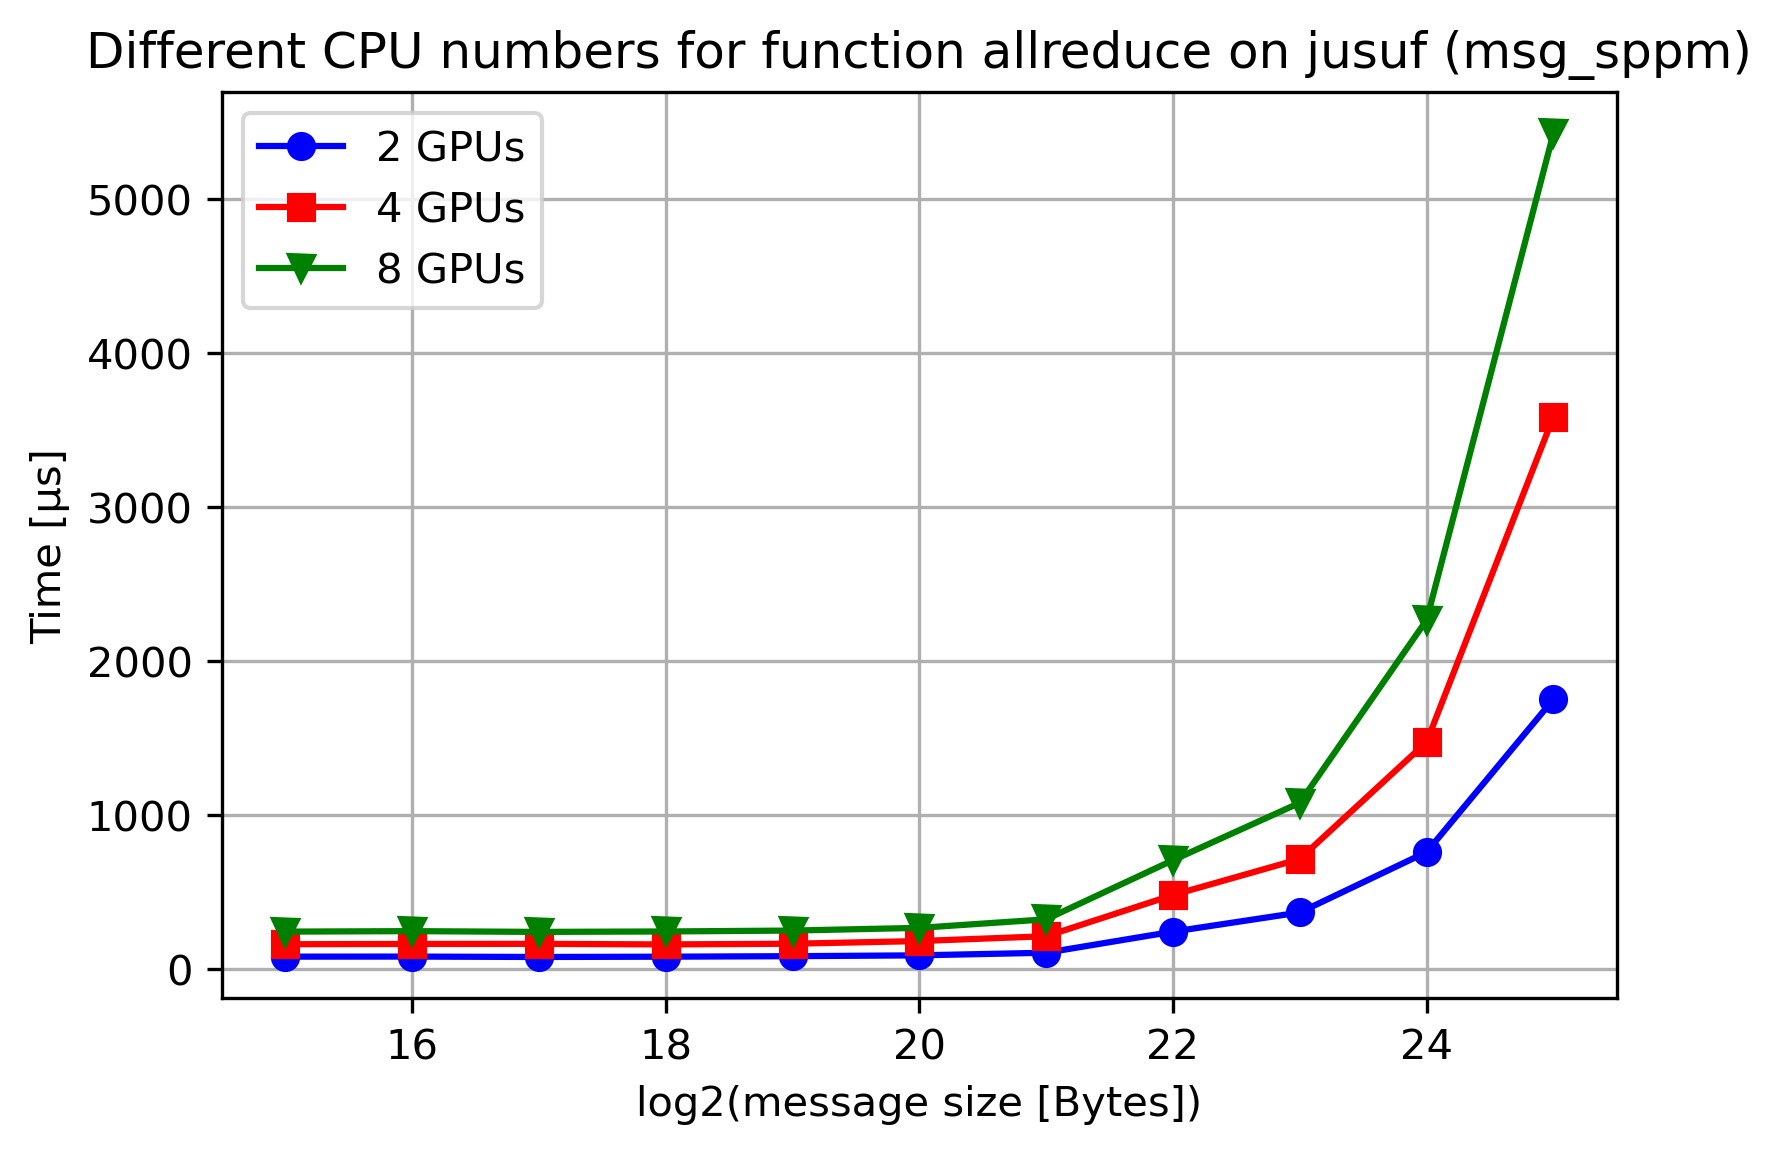 Different CPU numbers for function allreduce on jusuf (msg_sppm)
2 GPUs
4 GPUs
8 GPUs
Time [µs]
5000
4000
3000
2000
1000
0
16 18 20 22 24
log2(message size [Bytes])